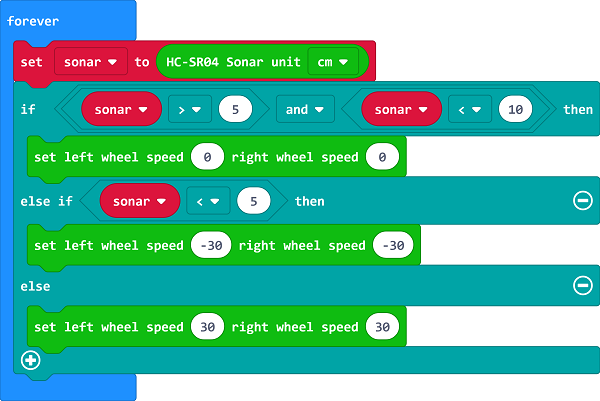 forever
set sonar to HC-SR04 Sonar unit cm
if sonar > 5 and sonar < 10 then
set left wheel speed 0 right wheel speed 0
else if sonar < 5 then
set left wheel speed -30 right wheel speed -30
else
set left wheel speed 30 right wheel speed 30